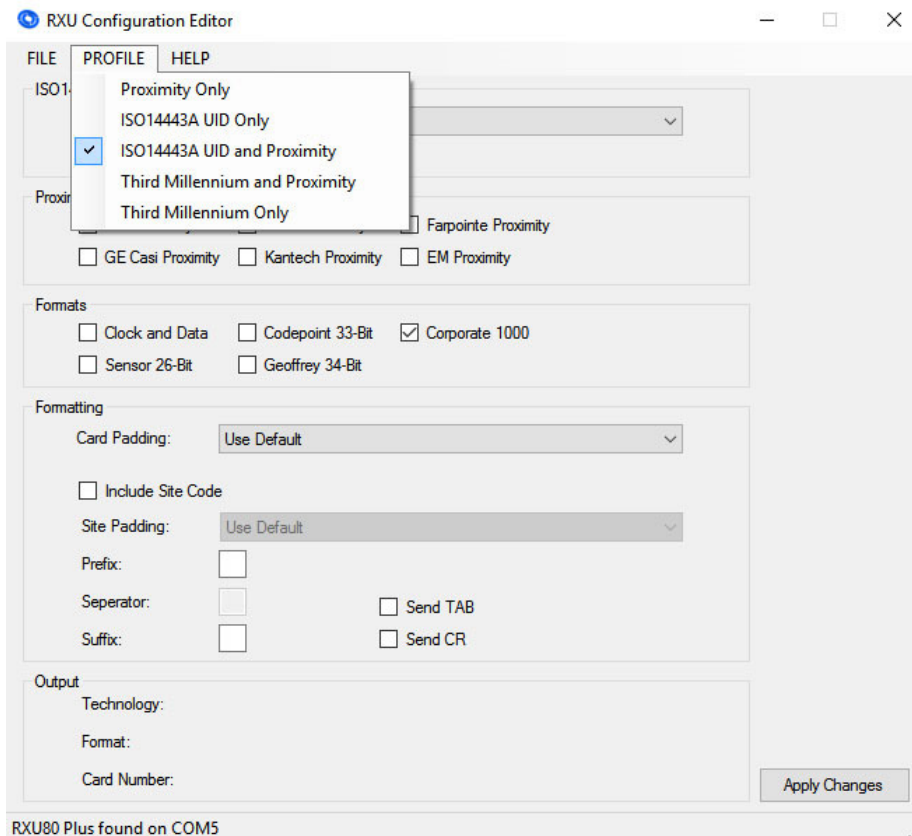 RXU Configuration Editor
FILE PROFILE HELP
Proximity Only
ISO14443A UID Only
ISO14443A UID and Proximity
Third Millennium and Proximity
Third Millennium Only
Farpointe Proximity
GE Casi Proximity Kantech Proximity EM Proximity
Formats
Clock and Data Codepoint 33-Bit Corporate 1000
Sensor 26-Bit Geoffrey 34-Bit
Formatting
Card Padding: Use Default
Include Site Code
Site Padding: Use Default
Prefix:
Seperator: Send TAB
Suffix: Send CR
Output
Technology:
Format:
Card Number:
Apply Changes
RXU80 Plus found on COM5